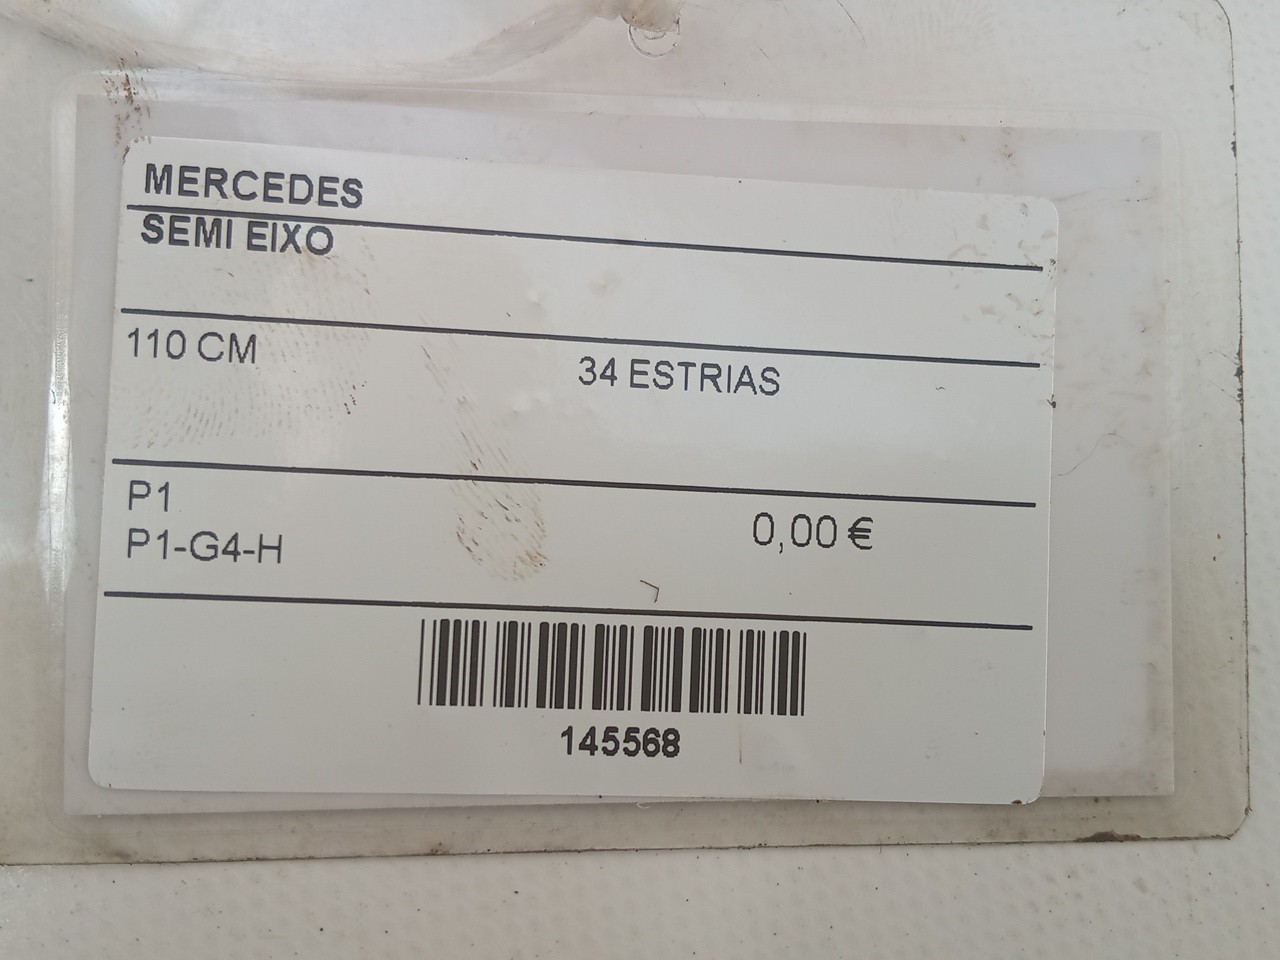 MERCEDES
SEMI EIXO
110 CM 34 ESTRIAS
P1
P1-G4-H 0,00 €
145568